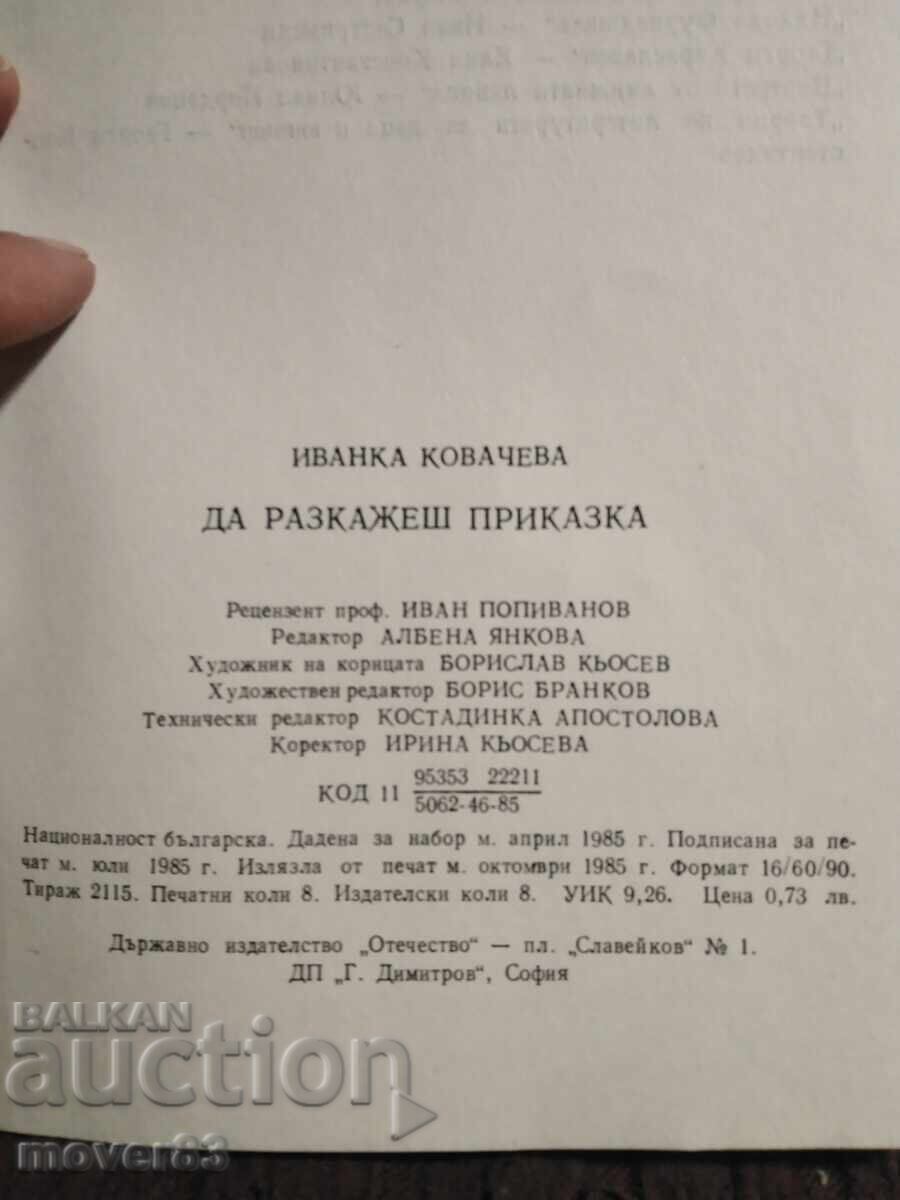 ИВАНКА КОВАЧЕВА
ДА РАЗКАЖЕШ ПРИКАЗКА
Рецензент проф. ИВАН ПОПИВАНОВ
Редактор АЛБЕНА ЯНКОВА
Художник на корицата БОРИСЛАВ КЬОСЕВ
Художествен редактор БОРИС БРАНКОВ
Технически редактор КОСТАДИНКА АПОСТОЛОВА
Коректор ИРИНА КЬОСЕВА
КОД 11 95353 22211
5062-46-85
Националност българска. Дадена за набор м. април 1985 г. Подписана за пе-
чат м. юли 1985 г. Излязла от печат м. октомври 1985 г. Формат 16/60/90.
Тираж 2115. Печатни коли 8. Издателски коли 8. УИК 9,26. Цена 0,73 лв.
Държавно издателство „Отечество“ — пл. „Славейков“ № 1.
ДП „Г. Димитров“, София
BALKAN
auction
mover83